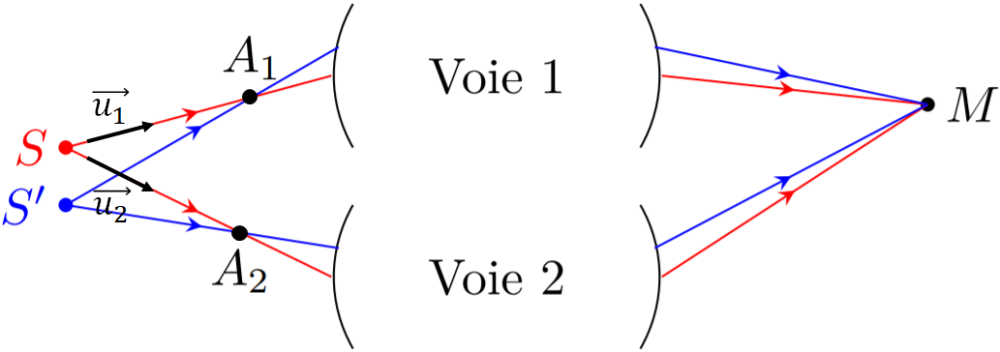 A₁
Voie 1
u₁⃗
S
M
S′
u₂⃗
A₂
Voie 2